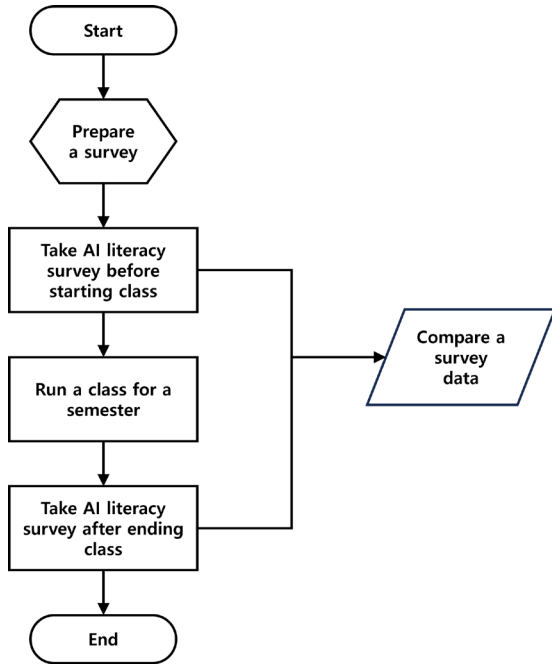 Start
Prepare
a survey
Take AI literacy
survey before
starting class
Run a class for a
semester
Take AI literacy
survey after ending
class
End
Compare a
survey
data